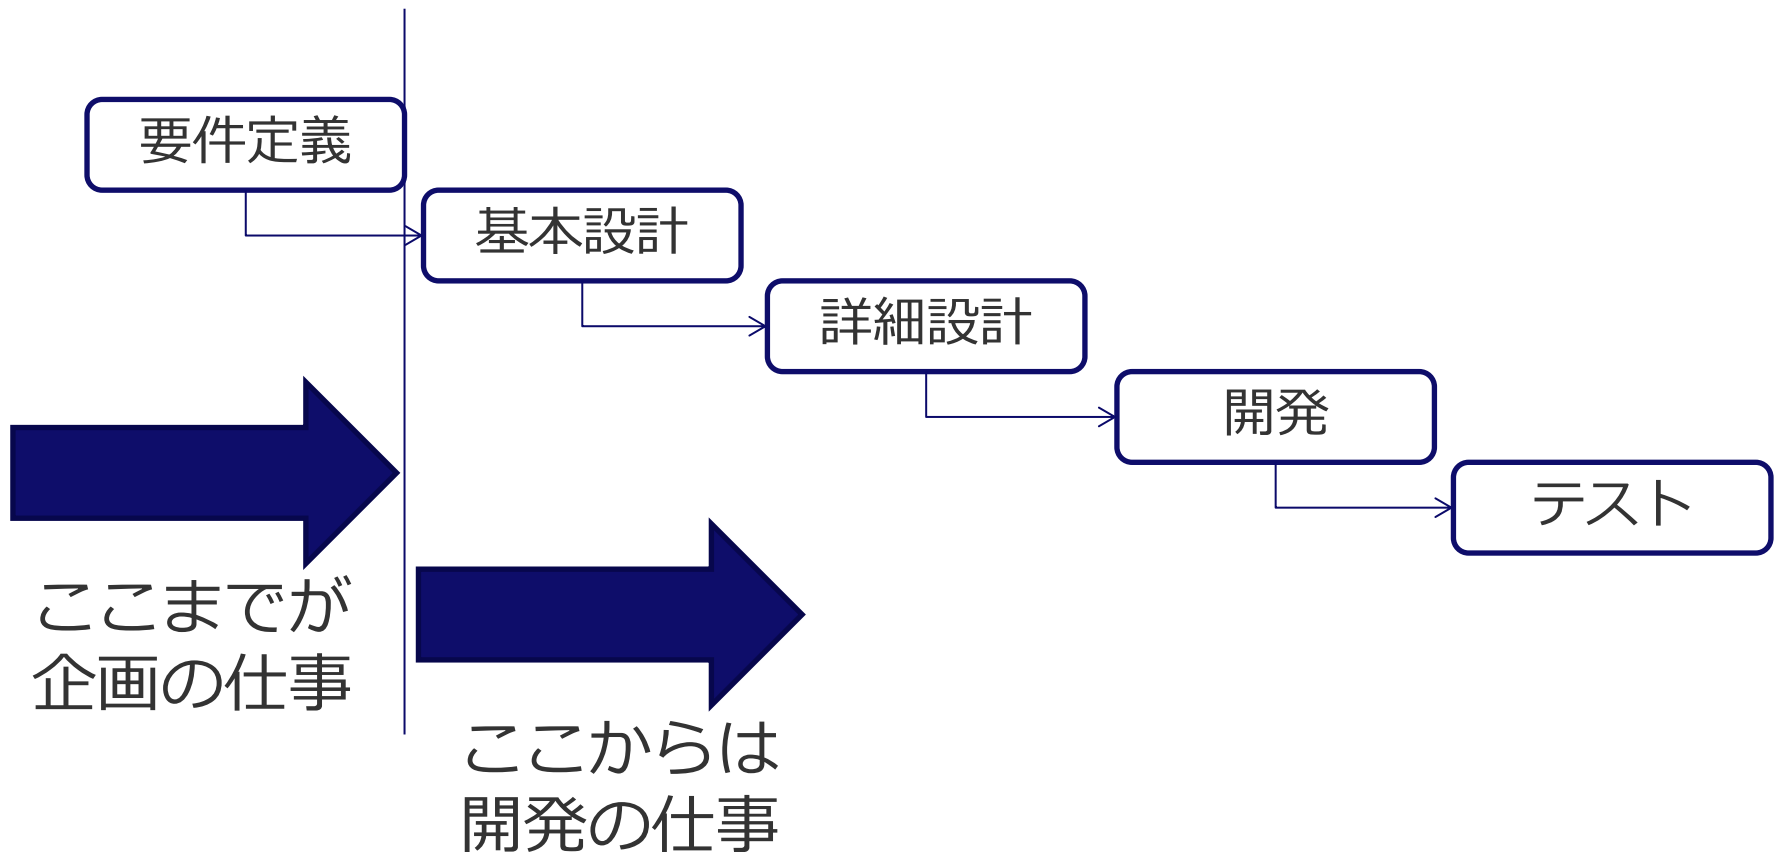 要件定義
基本設計
詳細設計
開発
テスト
ここまでが
企画の仕事
ここからは
開発の仕事